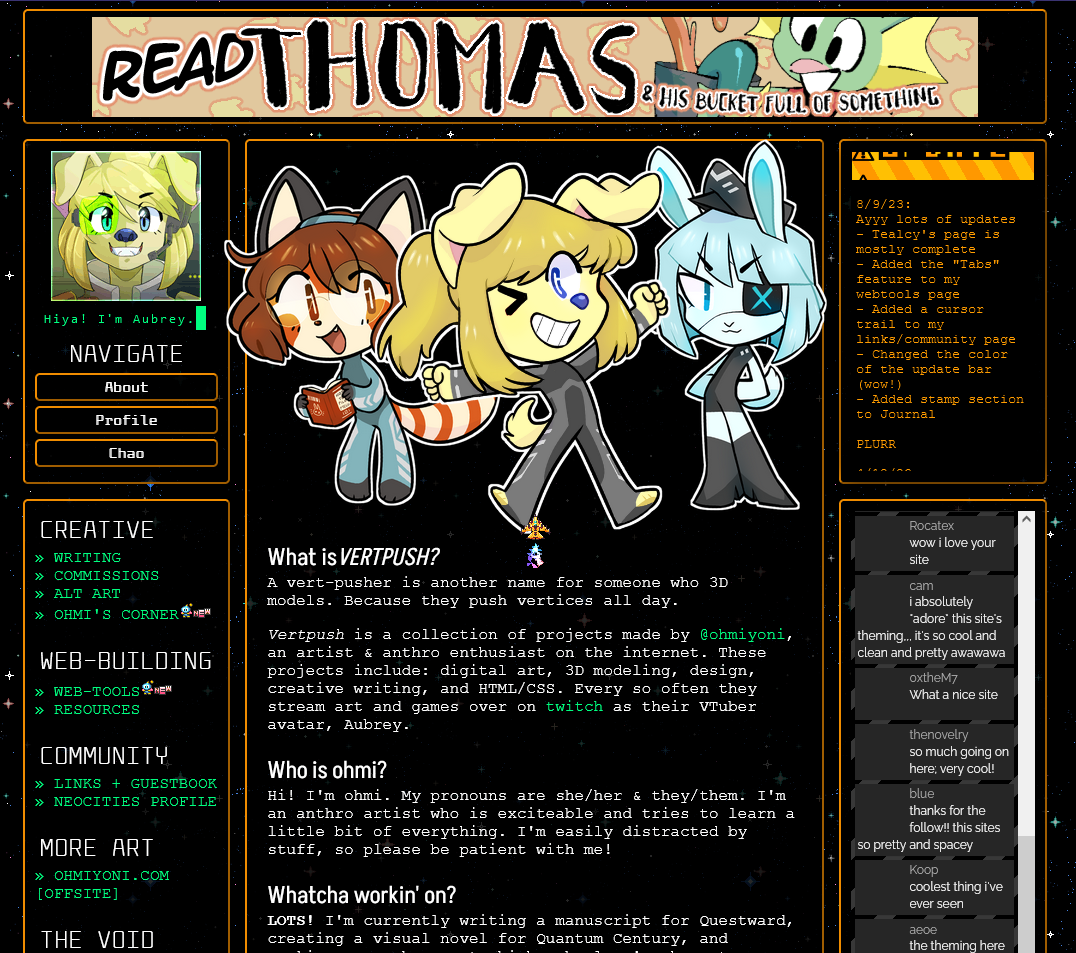 READ THOMAS
& HIS BUCKET FULL OF SOMETHING
Hiya! I'm Aubrey.
NAVIGATE
About
Profile
Chao
CREATIVE
» WRITING
» COMMISSIONS
» ALT ART
» OHMI'S CORNER NEW
WEB-BUILDING
» WEB-TOOLS NEW
» RESOURCES
COMMUNITY
» LINKS + GUESTBOOK
» NEOCITIES PROFILE
MORE ART
» OHMIYONI.COM
[OFFSITE]
THE VOID
What is VERTPUSH?
A vert-pusher is another name for someone who 3D
models. Because they push vertices all day.
Vertpush is a collection of projects made by @ohmiyoni,
an artist & anthro enthusiast on the internet. These
projects include: digital art, 3D modeling, design,
creative writing, and HTML/CSS. Every so often they
stream art and games over on twitch as their VTuber
avatar, Aubrey.
Who is ohmi?
Hi! I'm ohmi. My pronouns are she/her & they/them. I'm
an anthro artist who is exciteable and tries to learn a
little bit of everything. I'm easily distracted by
stuff, so please be patient with me!
Whatcha workin' on?
LOTS! I'm currently writing a manuscript for Questward,
creating a visual novel for Quantum Century, and
8/9/23:
Ayyy lots of updates
- Tealcy's page is
mostly complete
- Added the "Tabs"
feature to my
webtools page
- Added a cursor
trail to my
links/community page
- Changed the color
of the update bar
(wow!)
- Added stamp section
to Journal
PLURR
Rocatex
wow i love your
site
cam
i absolutely
*adore* this site's
theming,,, it's so cool and
clean and pretty awawawa
0xtheM7
What a nice site
thenovelry
so much going on
here; very cool!
blue
thanks for the
follow!! this sites
so pretty and spacey
Koop
coolest thing i've
ever seen
aeoe
the theming here